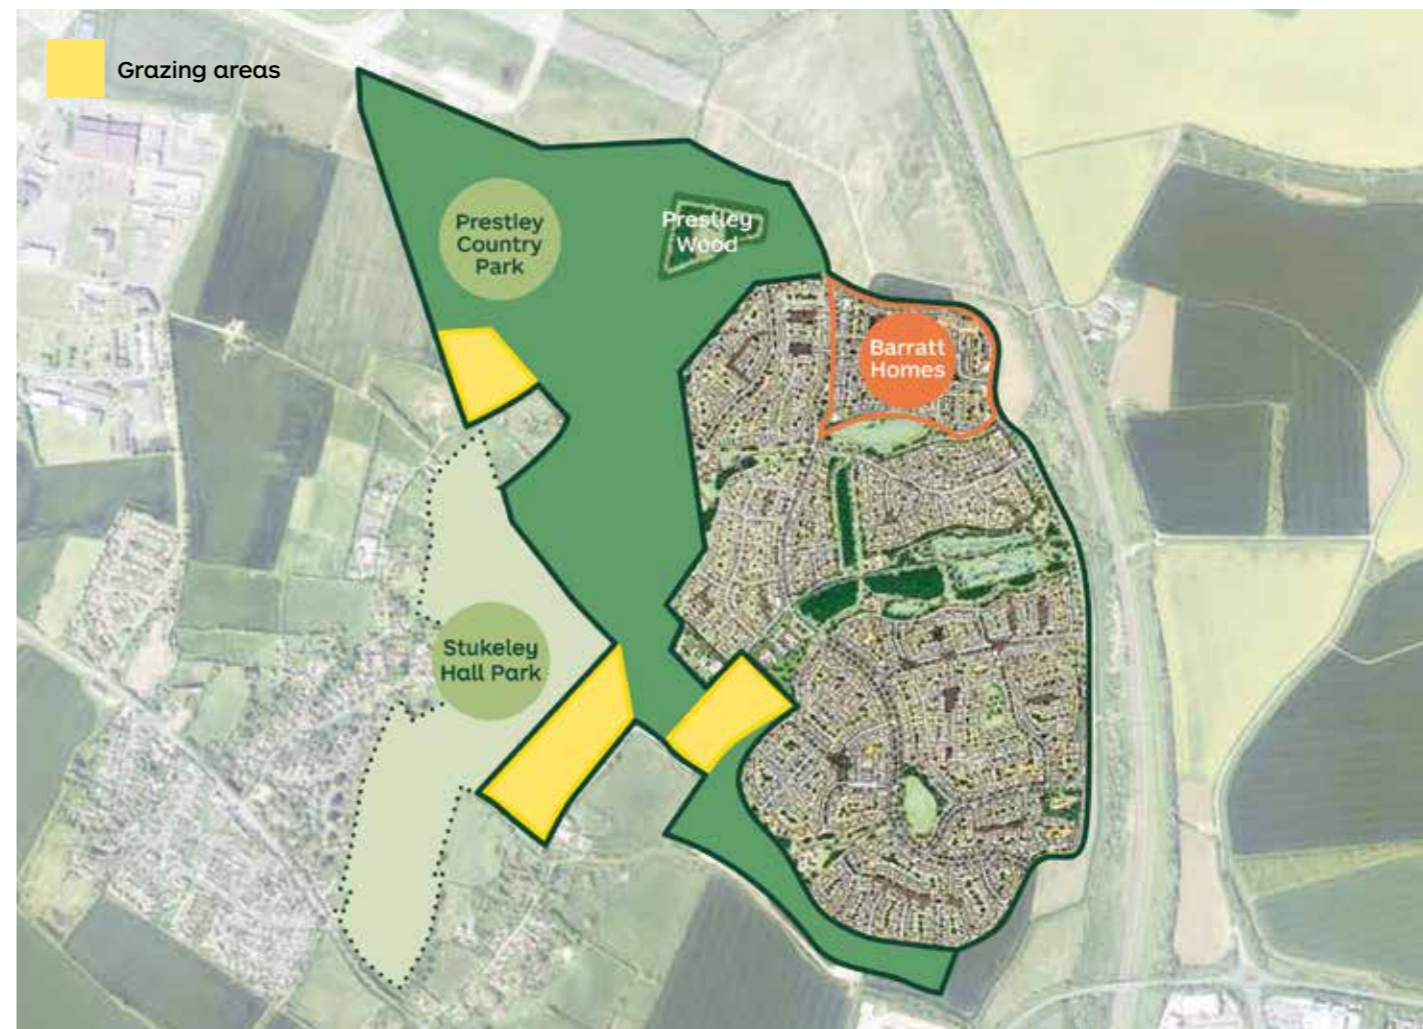 Grazing areas
Prestley
Country
Park
Prestley
Wood
Barratt
Homes
Stukeley
Hall Park